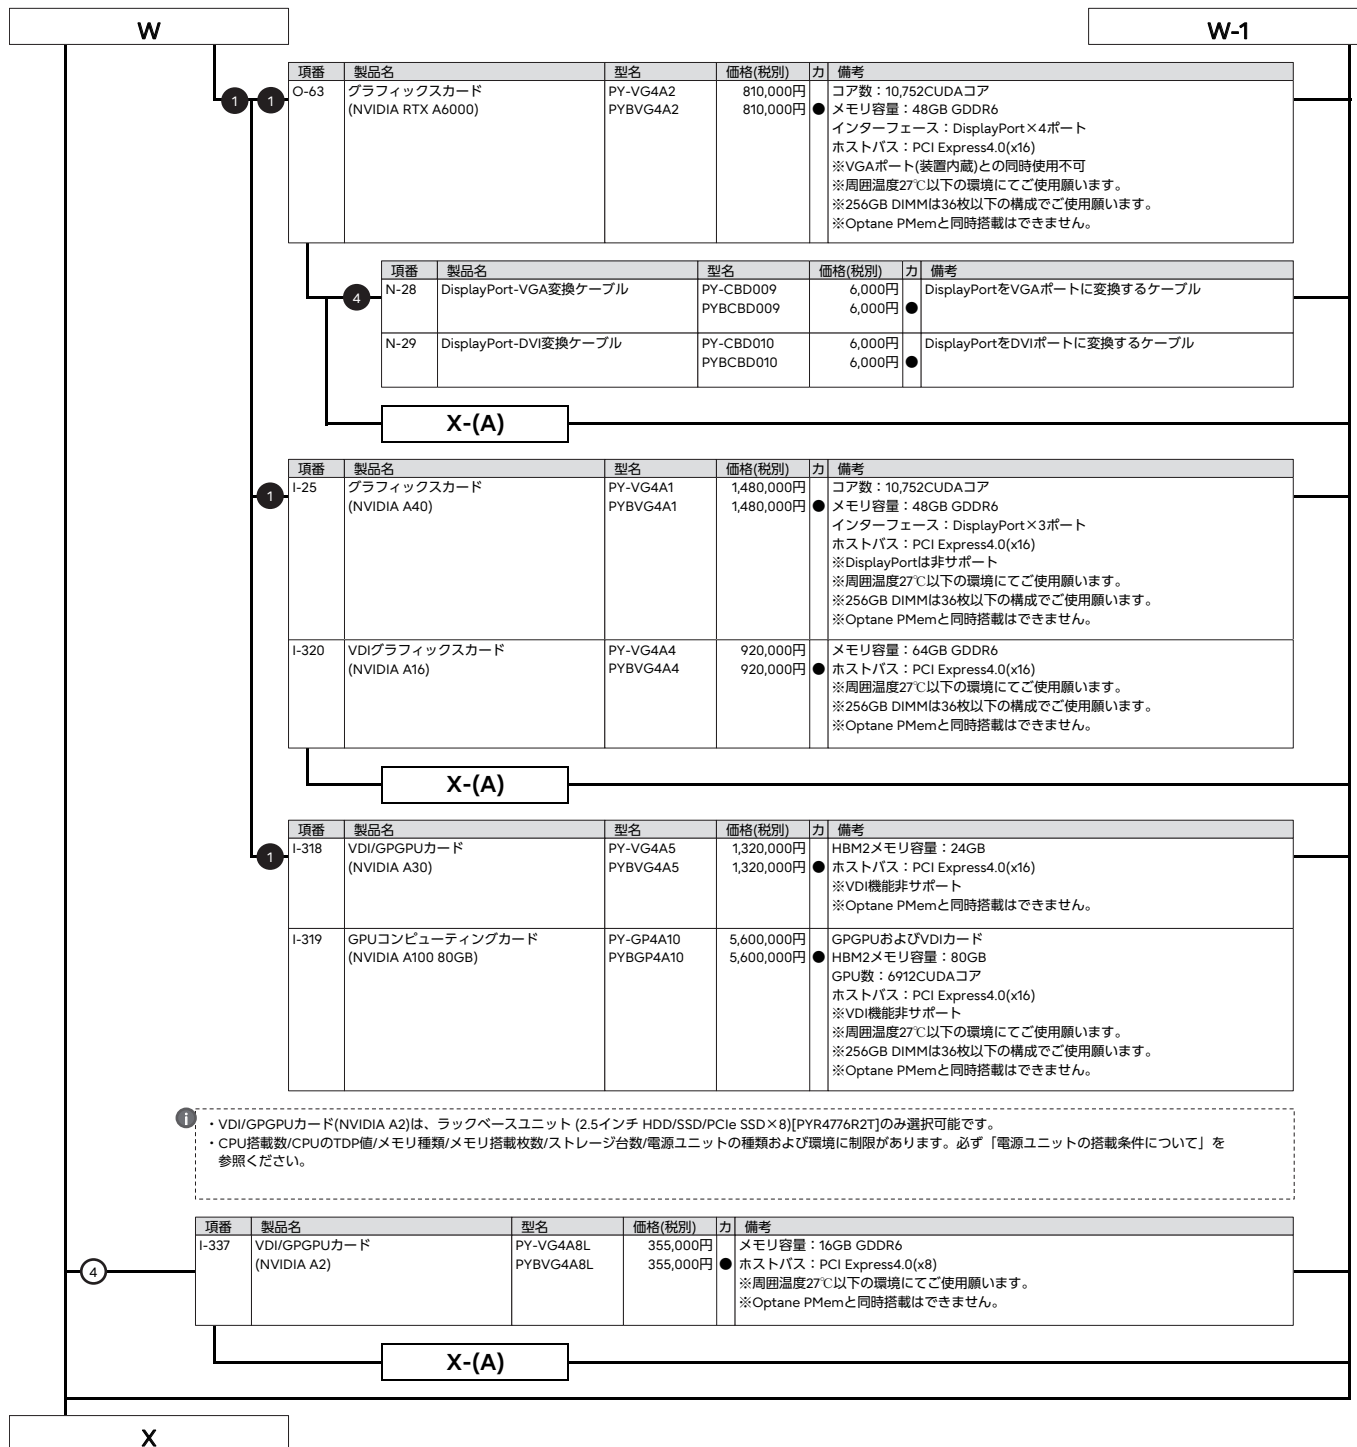 W
W-1
項番 製品名 型名 価格(税別) カ 備考
1 1 O-63 グラフィックスカード PY-VG4A2 810,000円 コア数：10,752CUDAコア
(NVIDIA RTX A6000) PYBVG4A2 810,000円 ● メモリ容量：48GB GDDR6
インターフェース：DisplayPort×4ポート
ホストバス：PCI Express4.0(x16)
※VGAポート(装置内蔵)との同時使用不可
※周囲温度27℃以下の環境にてご使用願います。
※256GB DIMMは36枚以下の構成でご使用願います。
※Optane PMemと同時搭載はできません。
項番 製品名 型名 価格(税別) カ 備考
4 N-28 DisplayPort-VGA変換ケーブル PY-CBD009 6,000円 DisplayPortをVGAポートに変換するケーブル
PYBCBD009 6,000円 ●
N-29 DisplayPort-DVI変換ケーブル PY-CBD010 6,000円 DisplayPortをDVIポートに変換するケーブル
PYBCBD010 6,000円 ●
X-(A)
項番 製品名 型名 価格(税別) カ 備考
1 I-25 グラフィックスカード PY-VG4A1 1,480,000円 コア数：10,752CUDAコア
(NVIDIA A40) PYBVG4A1 1,480,000円 ● メモリ容量：48GB GDDR6
インターフェース：DisplayPort×3ポート
ホストバス：PCI Express4.0(x16)
※DisplayPortは非サポート
※周囲温度27℃以下の環境にてご使用願います。
※256GB DIMMは36枚以下の構成でご使用願います。
※Optane PMemと同時搭載はできません。
I-320 VDIグラフィックスカード PY-VG4A4 920,000円 メモリ容量：64GB GDDR6
(NVIDIA A16) PYBVG4A4 920,000円 ● ホストバス：PCI Express4.0(x16)
※周囲温度27℃以下の環境にてご使用願います。
※256GB DIMMは36枚以下の構成でご使用願います。
※Optane PMemと同時搭載はできません。
X-(A)
項番 製品名 型名 価格(税別) カ 備考
1 I-318 VDI/GPGPUカード PY-VG4A5 1,320,000円 HBM2メモリ容量：24GB
(NVIDIA A30) PYBVG4A5 1,320,000円 ● ホストバス：PCI Express4.0(x16)
※VDI機能非サポート
※Optane PMemと同時搭載はできません。
I-319 GPUコンピューティングカード PY-GP4A10 5,600,000円 GPGPUおよびVDIカード
(NVIDIA A100 80GB) PYBGP4A10 5,600,000円 ● HBM2メモリ容量：80GB
GPU数：6912CUDAコア
ホストバス：PCI Express4.0(x16)
※VDI機能非サポート
※周囲温度27℃以下の環境にてご使用願います。
※256GB DIMMは36枚以下の構成でご使用願います。
※Optane PMemと同時搭載はできません。
i ・VDI/GPGPUカード(NVIDIA A2)は、ラックベースユニット (2.5インチ HDD/SSD/PCIe SSD×8)[PYR4776R2T]のみ選択可能です。
・CPU搭載数/CPUのTDP値/メモリ種類/メモリ搭載枚数/ストレージ台数/電源ユニットの種類および環境に制限があります。必ず「電源ユニットの搭載条件について」を
参照ください。
項番 製品名 型名 価格(税別) カ 備考
I-337 VDI/GPGPUカード PY-VG4A8L 355,000円 メモリ容量：16GB GDDR6
4 (NVIDIA A2) PYBVG4A8L 355,000円 ● ホストバス：PCI Express4.0(x8)
※周囲温度27℃以下の環境にてご使用願います。
※Optane PMemと同時搭載はできません。
X-(A)
X